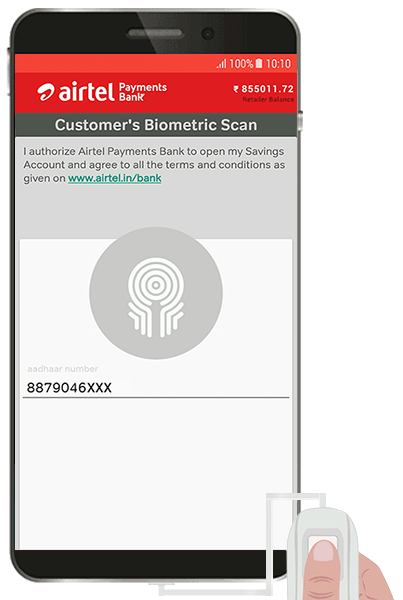 100% 10:10
airtel Payments Bank
₹ 855011.72
Retailer Balance
Customer's Biometric Scan
I authorize Airtel Payments Bank to open my Savings
Account and agree to all the terms and conditions as
given on www.airtel.in/bank
aadhaar number
8879046XXX